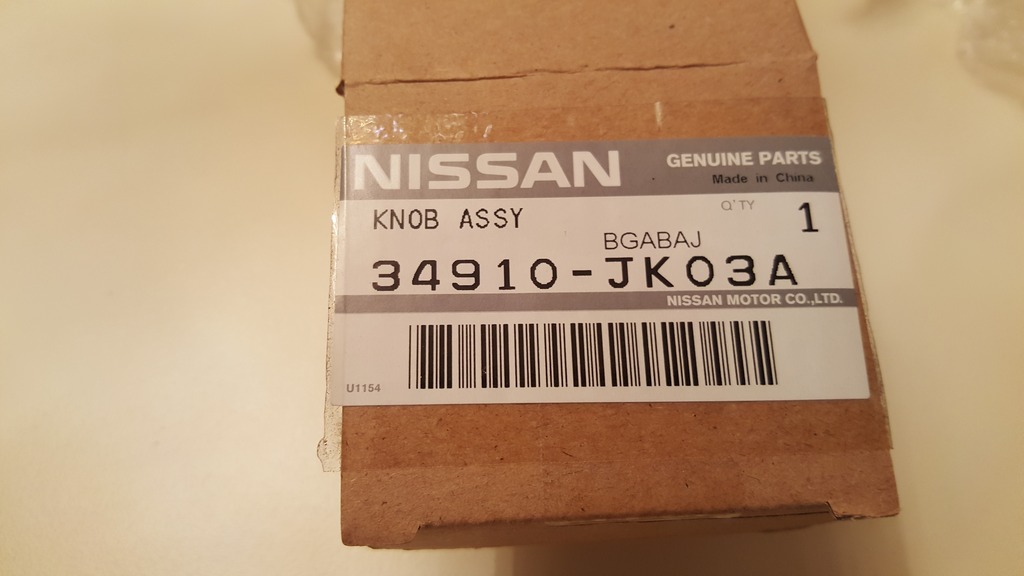 NISSAN
GENUINE PARTS
Made in China
KNOB ASSY
Q'TY
1
BGABAJ
34910-JK03A
NISSAN MOTOR CO.,LTD.
U1154